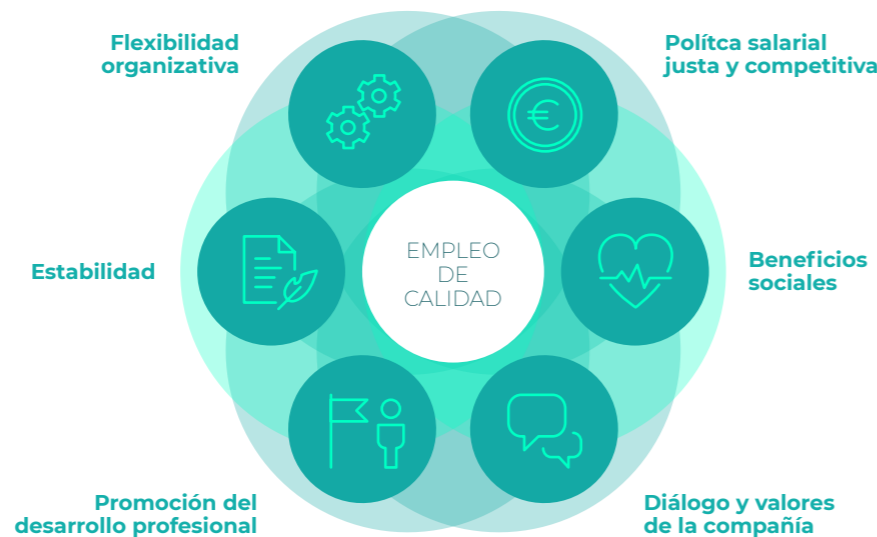 Flexibilidad
organizativa
Polítca salarial
justa y competitiva
Estabilidad
EMPLEO
DE
CALIDAD
Beneficios
sociales
Promoción del
desarrollo profesional
Diálogo y valores
de la compañía